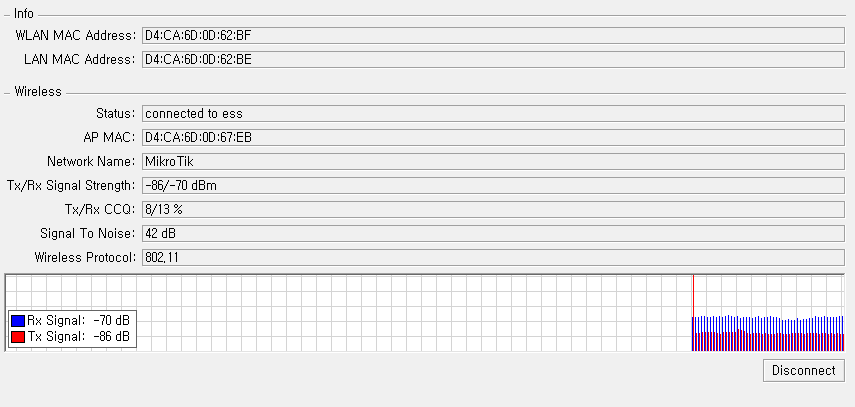 Info
WLAN MAC Address: D4:CA:6D:0D:62:BF
LAN MAC Address: D4:CA:6D:0D:62:BE
Wireless
Status: connected to ess
AP MAC: D4:CA:6D:0D:67:EB
Network Name: MikroTik
Tx/Rx Signal Strength: -86/-70 dBm
Tx/Rx CCQ: 8/13 %
Signal To Noise: 42 dB
Wireless Protocol: 802.11
Rx Signal: -70 dB
Tx Signal: -86 dB
Disconnect